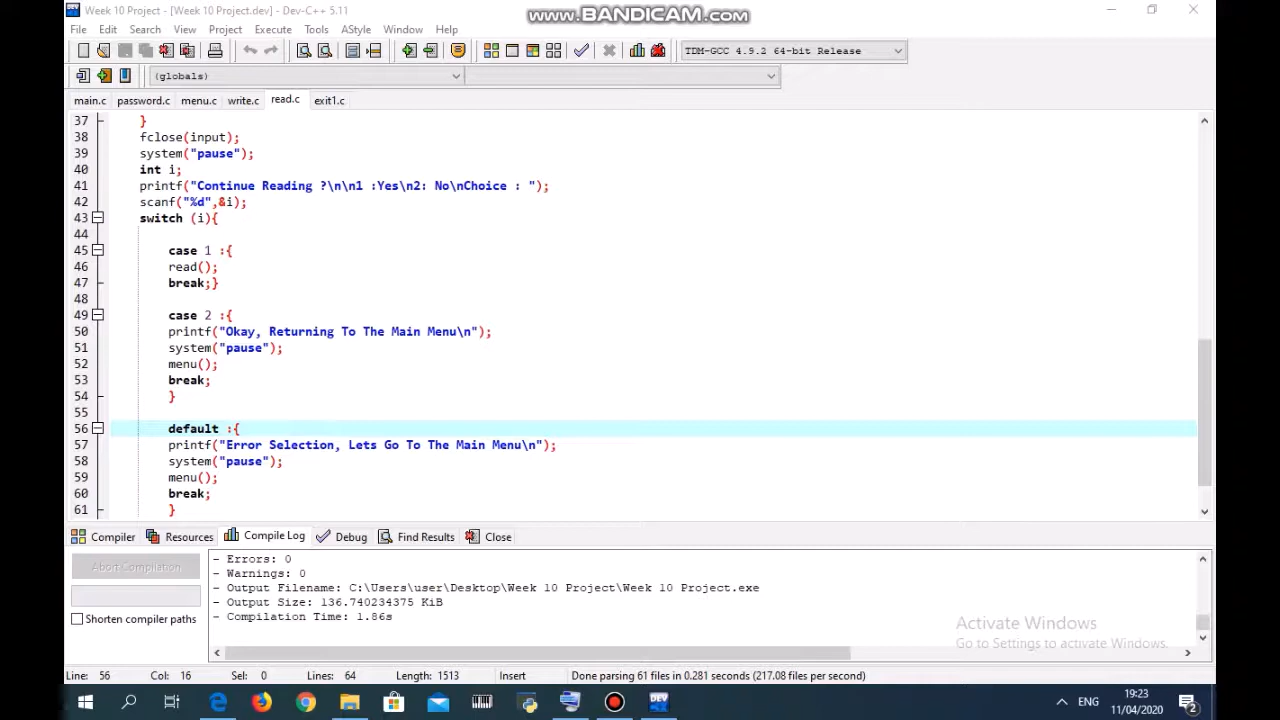 Week 10 Project - [Week 10 Project.dev] - Dev-C++ 5.11
www.BANDICAM.com
File Edit Search View Project Execute Tools AStyle Window Help
TDM-GCC 4.9.2 64-bit Release
(globals)
main.c password.c menu.c write.c read.c exit1.c
37 }
38 fclose(input);
39 system("pause");
40 int i;
41 printf("Continue Reading ?\n\n1 :Yes\n2: No\nChoice : ");
42 scanf("%d",&i);
43 switch (i){
44
45 case 1 :{
46 read();
47 break;}
48
49 case 2 :{
50 printf("Okay, Returning To The Main Menu\n");
51 system("pause");
52 menu();
53 break;
54 }
55
56 default :{
57 printf("Error Selection, Lets Go To The Main Menu\n");
58 system("pause");
59 menu();
60 break;
61 }
Compiler Resources Compile Log Debug Find Results Close
Abort Compilation
Shorten compiler paths
- Errors: 0
- Warnings: 0
- Output Filename: C:\Users\user\Desktop\Week 10 Project\Week 10 Project.exe
- Output Size: 136.740234375 KiB
- Compilation Time: 1.86s
Activate Windows
Go to Settings to activate Windows.
Line: 56 Col: 16 Sel: 0 Lines: 64 Length: 1513 Insert Done parsing 61 files in 0.281 seconds (217.08 files per second)
DEV
ENG
19:23
11/04/2020
2